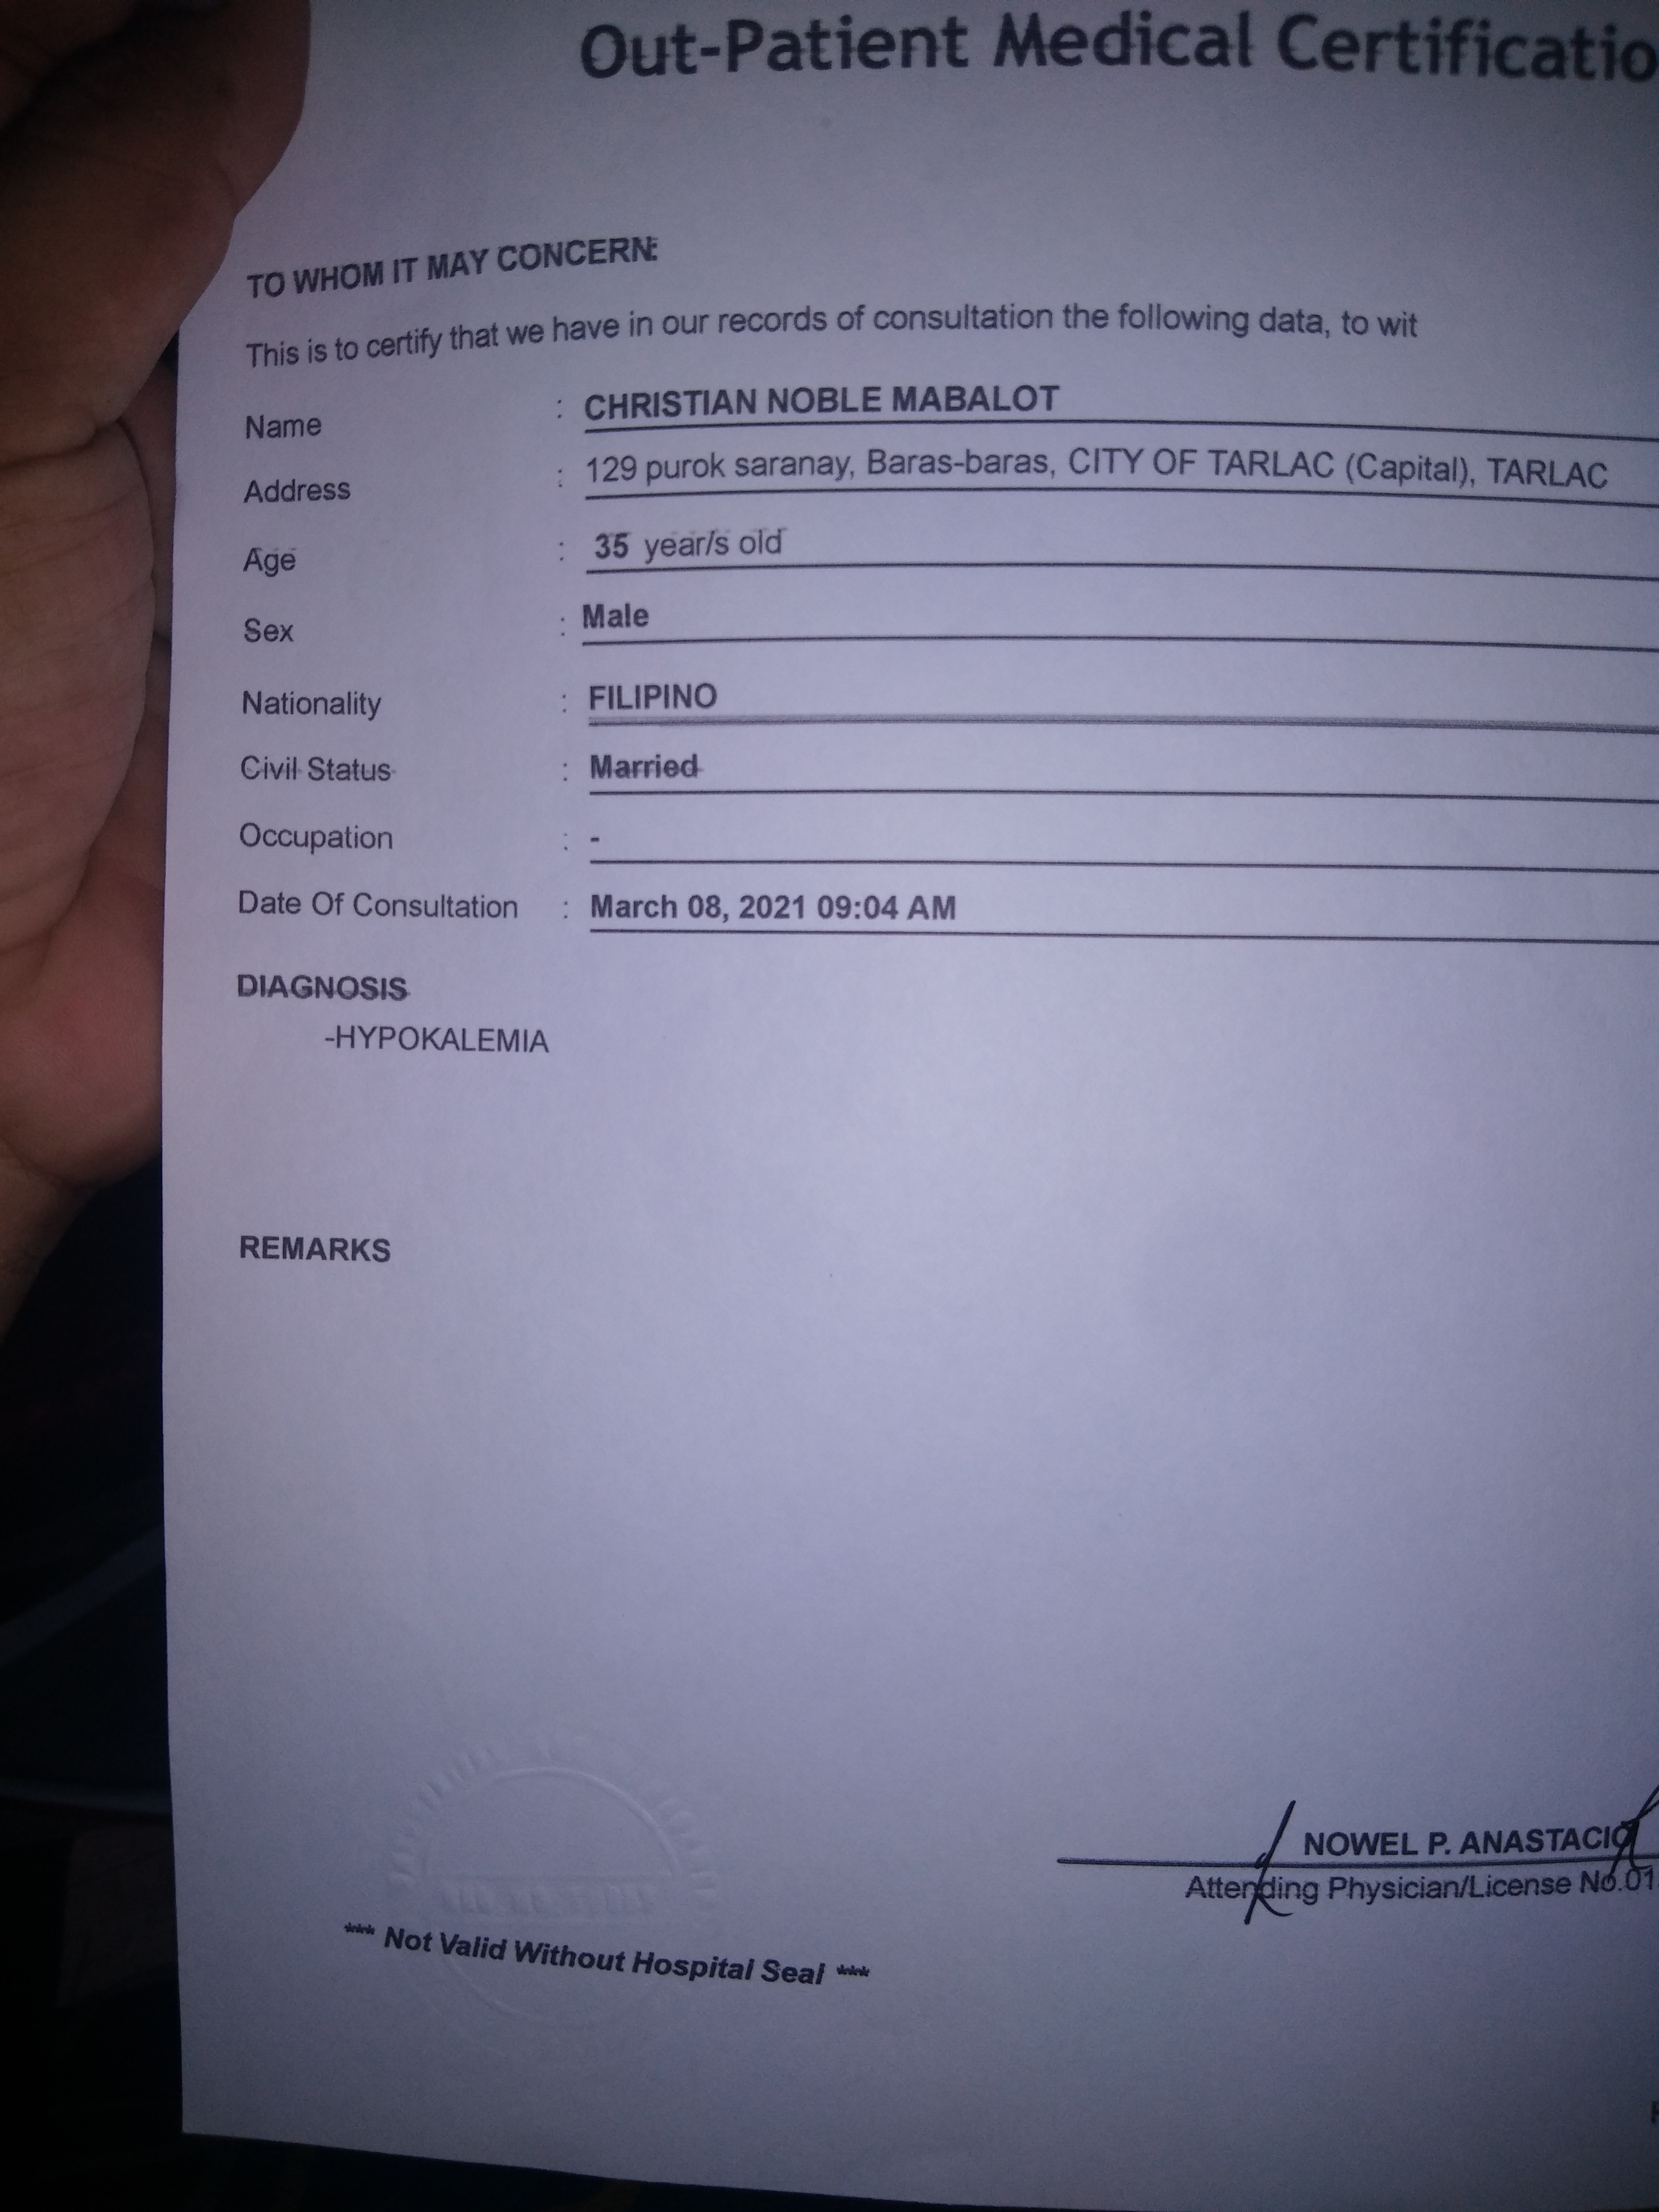 Out-Patient Medical Certificatio
TO WHOM IT MAY CONCERN:
This is to certify that we have in our records of consultation the following data, to wit
Name : CHRISTIAN NOBLE MABALOT
Address : 129 purok saranay, Baras-baras, CITY OF TARLAC (Capital), TARLAC
Age : 35 year/s old
Sex : Male
Nationality : FILIPINO
Civil Status : Married
Occupation : -
Date Of Consultation : March 08, 2021 09:04 AM
DIAGNOSIS
-HYPOKALEMIA
REMARKS
NOWEL P. ANASTACIO
Attending Physician/License No.01
*** Not Valid Without Hospital Seal ***